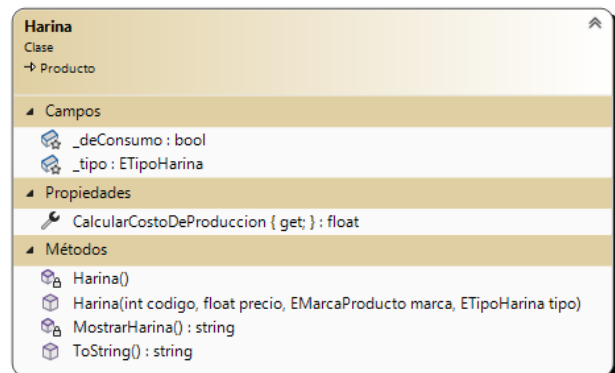 Harina
Clase
Producto
Campos
_deConsumo : bool
_tipo : ETipoHarina
Propiedades
CalcularCostoDeProduccion { get; } : float
Métodos
Harina()
Harina(int codigo, float precio, EMarcaProducto marca, ETipoHarina tipo)
MostrarHarina() : string
ToString() : string